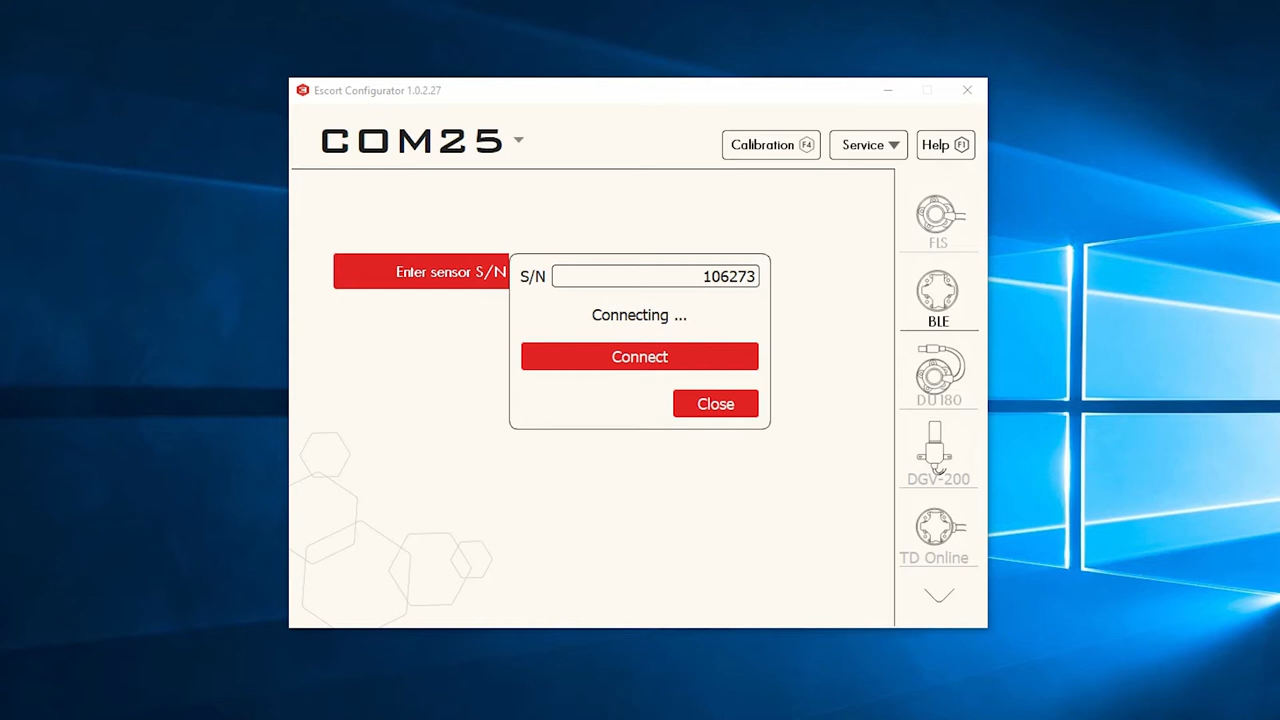 Escort Configurator 1.0.2.27
COM25
Calibration F4
Service
Help F1
Enter sensor S/N
S/N 106273
Connecting ...
Connect
Close
FLS
BLE
DU180
DGV-200
TD Online